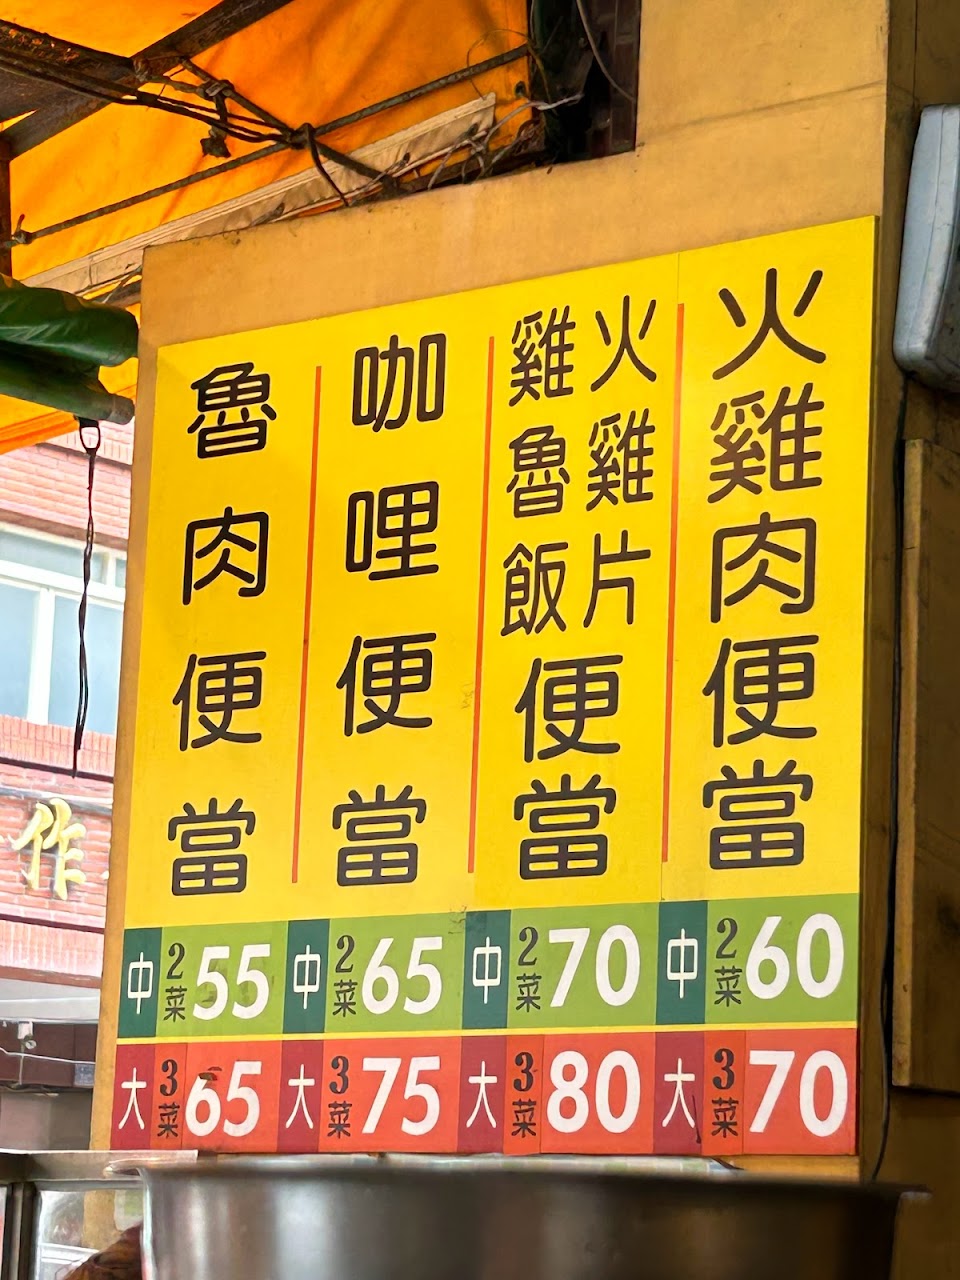 火雞肉便當
中 2菜 60
大 3菜 70
火雞片
雞魯飯
便當
中 2菜 70
大 3菜 80
咖哩便當
中 2菜 65
大 3菜 75
魯肉便當
中 2菜 55
大 3菜 65
作